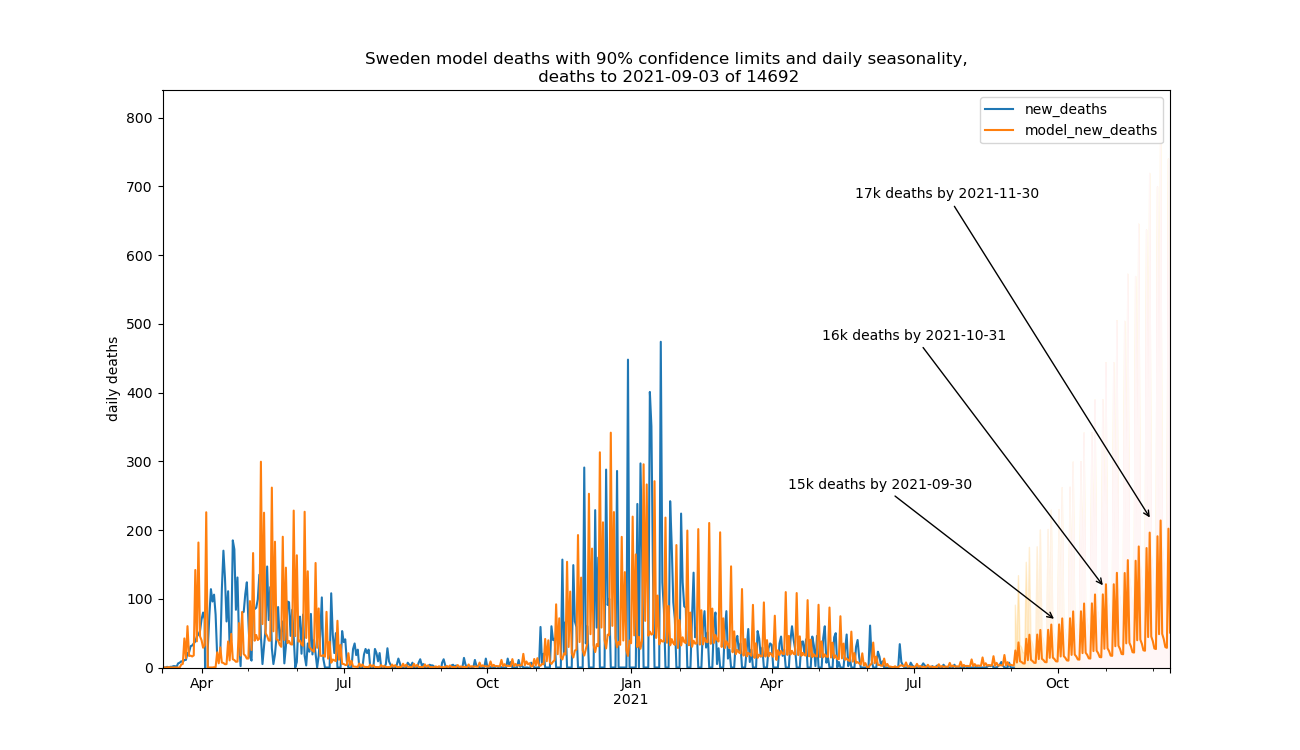 Sweden model deaths with 90% confidence limits and daily seasonality,
deaths to 2021-09-03 of 14692
new_deaths
model_new_deaths
daily deaths
800
700
600
500
400
300
200
100
0
17k deaths by 2021-11-30
16k deaths by 2021-10-31
15k deaths by 2021-09-30
Apr Jul Oct Jan Apr Jul Oct
2021